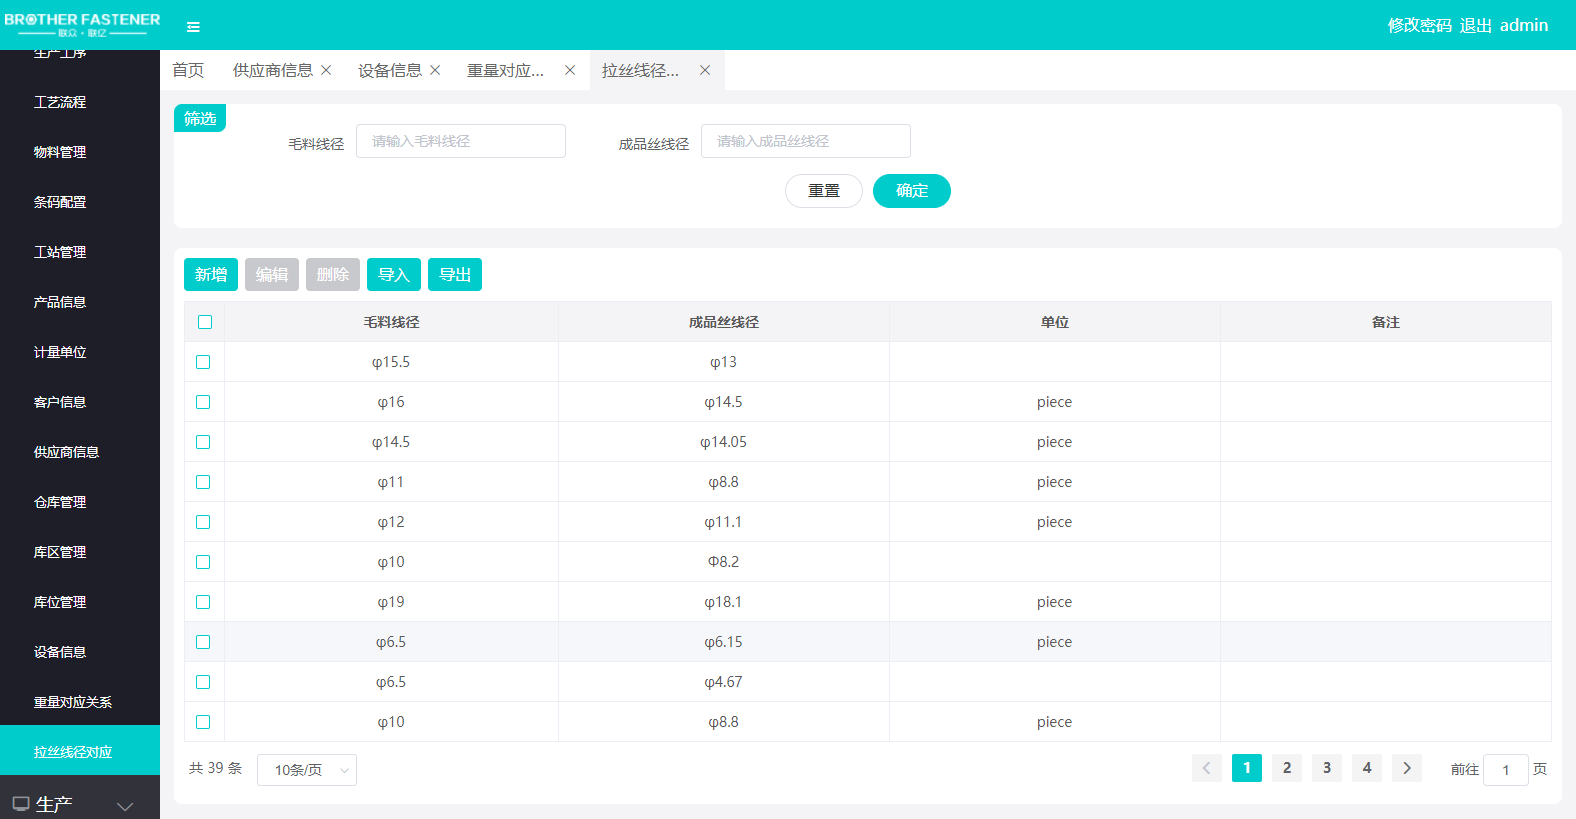 BROTHER FASTENER
联众·联亿
修改密码 退出 admin
生产工序
工艺流程
物料管理
条码配置
工站管理
产品信息
计量单位
客户信息
供应商信息
仓库管理
库区管理
库位管理
设备信息
重量对应关系
拉丝线径对应
生产
首页 供应商信息 设备信息 重量对应... 拉丝线径...
筛选
毛料线径 请输入毛料线径 成品丝线径 请输入成品丝线径
重置 确定
新增 编辑 删除 导入 导出
毛料线径 成品丝线径 单位 备注
φ15.5 φ13
φ16 φ14.5 piece
φ14.5 φ14.05 piece
φ11 φ8.8 piece
φ12 φ11.1 piece
φ10 Φ8.2
φ19 φ18.1 piece
φ6.5 φ6.15 piece
φ6.5 φ4.67
φ10 φ8.8 piece
共 39 条 10条/页 1 2 3 4 前往 1 页